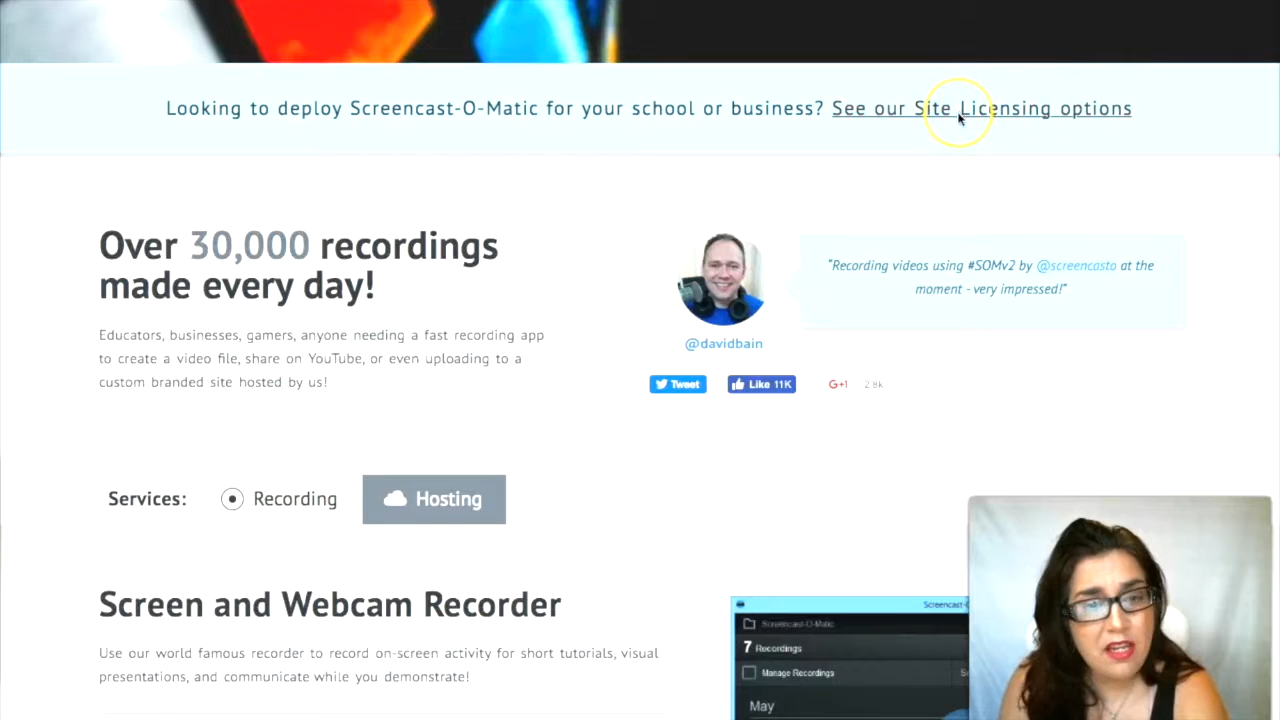 Looking to deploy Screencast-O-Matic for your school or business? See our Site Licensing options
Over 30,000 recordings
made every day!
Educators, businesses, gamers, anyone needing a fast recording app
to create a video file, share on YouTube, or even uploading to a
custom branded site hosted by us!
"Recording videos using #SOMv2 by @screencasto at the
moment - very impressed!"
@davidbain
Tweet
Like 11K
G+1 2.8k
Services: Recording Hosting
Screen and Webcam Recorder
Use our world famous recorder to record on-screen activity for short tutorials, visual
presentations, and communicate while you demonstrate!
Screencast-O-Matic
7 Recordings
Manage Recordings
May